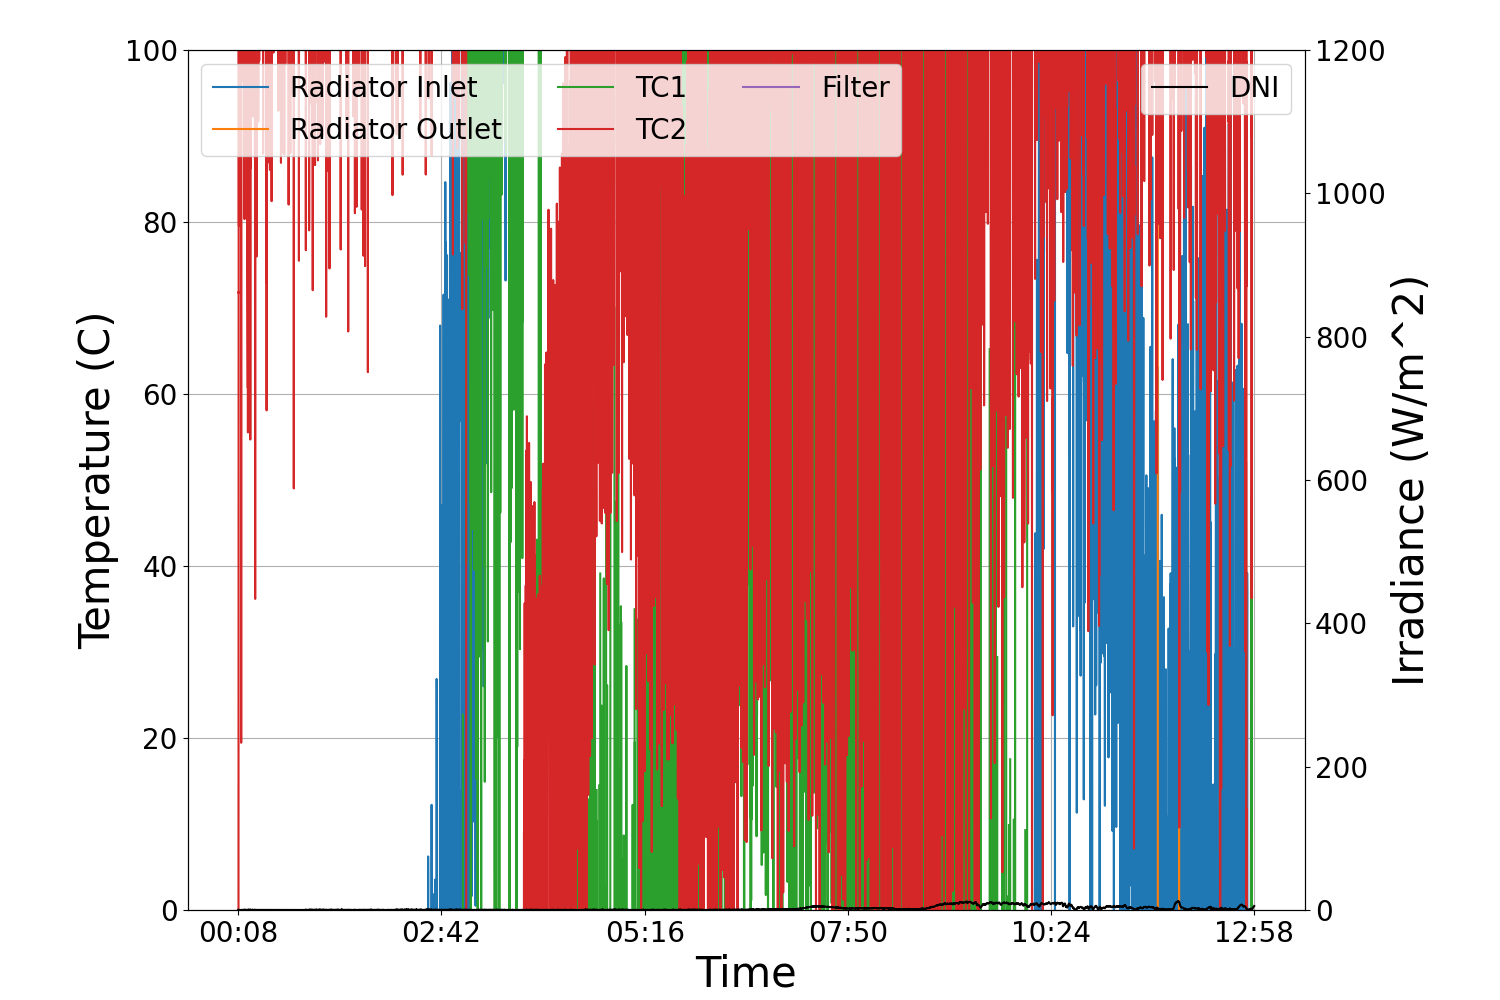 100
80
60
40
20
0
Temperature (C)
Radiator Inlet
Radiator Outlet
TC1
TC2
Filter
DNI
1200
1000
800
600
400
200
0
Irradiance (W/m^2)
00:08
02:42
05:16
07:50
10:24
12:58
Time